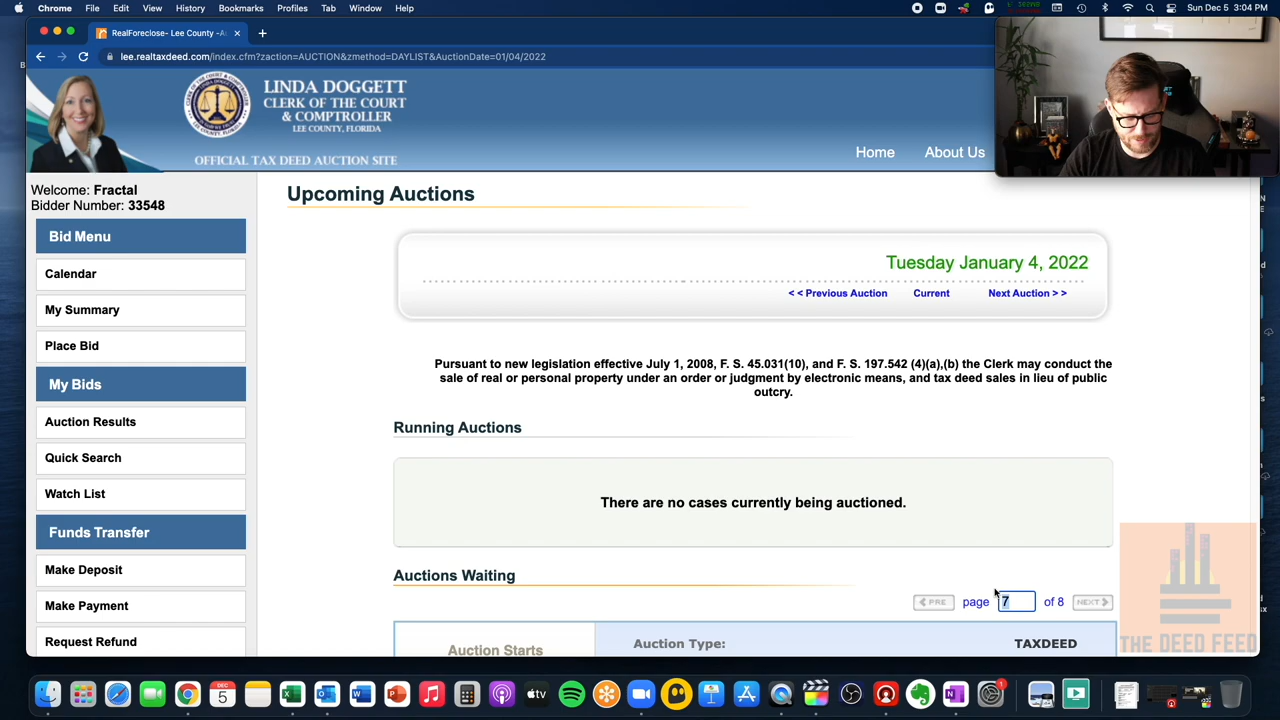 Chrome File Edit View History Bookmarks Profiles Tab Window Help
Sun Dec 5 3:04 PM
RealForeclose- Lee County -A
lee.realtaxdeed.com/index.cfm?zaction=AUCTION&zmethod=DAYLIST&AuctionDate=01/04/2022
LINDA DOGGETT
CLERK OF THE COURT
& COMPTROLLER
LEE COUNTY, FLORIDA
OFFICIAL TAX DEED AUCTION SITE
Home About Us
Welcome: Fractal
Bidder Number: 33548
Bid Menu
Calendar
My Summary
Place Bid
My Bids
Auction Results
Quick Search
Watch List
Funds Transfer
Make Deposit
Make Payment
Request Refund
Upcoming Auctions
Tuesday January 4, 2022
< < Previous Auction Current Next Auction > >
Pursuant to new legislation effective July 1, 2008, F. S. 45.031(10), and F. S. 197.542 (4)(a),(b) the Clerk may conduct the
sale of real or personal property under an order or judgment by electronic means, and tax deed sales in lieu of public
outcry.
Running Auctions
There are no cases currently being auctioned.
Auctions Waiting
PRE page 7 of 8 NEXT
Auction Starts
Auction Type: TAXDEED
THE DEED FEED
DEC
5
tv
1